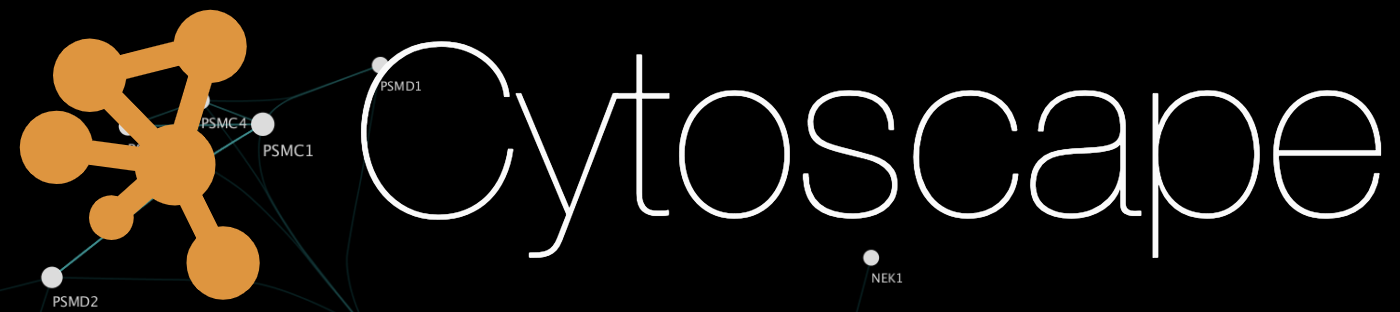 Cytoscape
PSMD1
PSMC4
PSMC1
NEK1
PSMD2